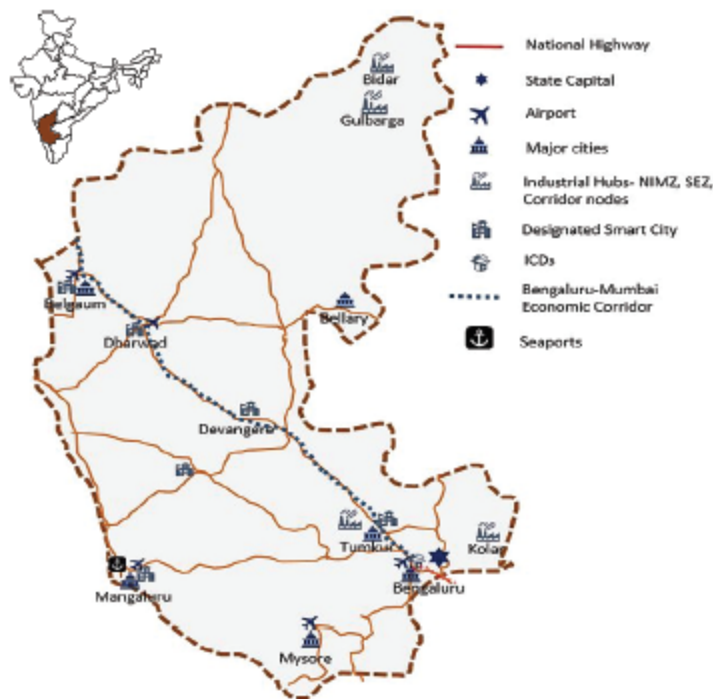 National Highway
State Capital
Airport
Major cities
Industrial Hubs- NIMZ, SEZ,
Corridor nodes
Designated Smart City
ICDs
Bengaluru-Mumbai
Economic Corridor
Seaports
Bidar
Gulbarga
Belgaum
Bellary
Dharwad
Devangere
Tumkur
Kolar
Bengaluru
Mangaluru
Mysore